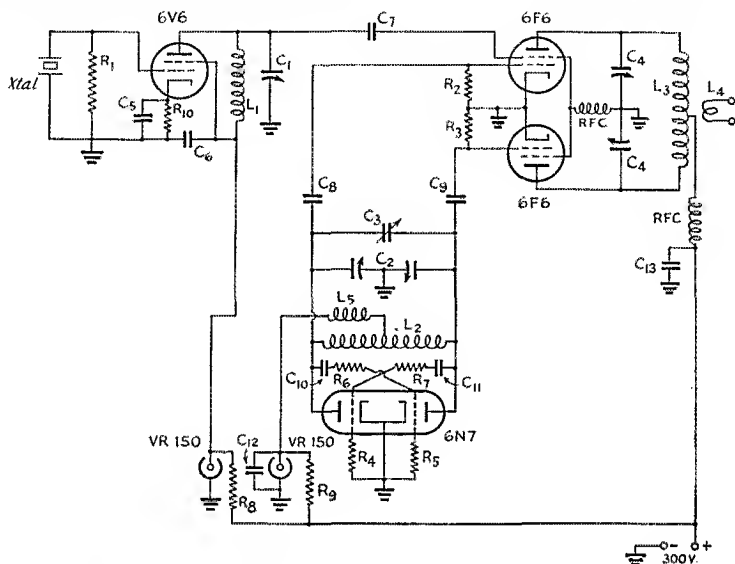 6V6
C7
6F6
Xtal
R1
C1
L1
C5
R10
C6
R2
R3
C4
L3
L4
RFC
C4
6F6
C8
C9
C3
C2
RFC
C13
L5
L2
C10
R6
R7
C11
6N7
VR 150
C12
VR 150
R4
R5
R8
R9
- +
300V.